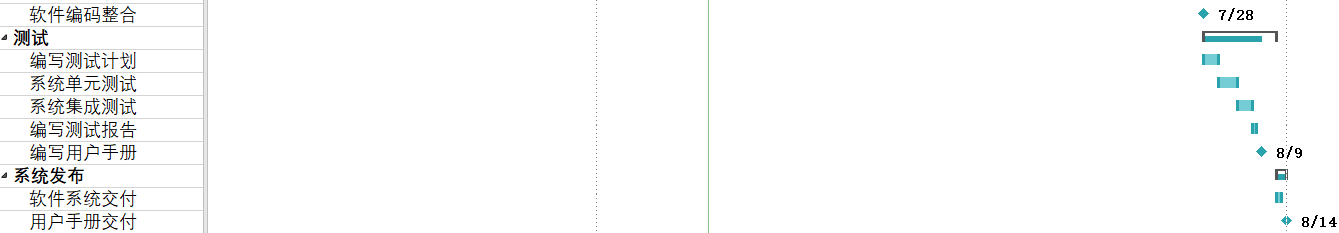 软件编码整合 7/28
测试
编写测试计划
系统单元测试
系统集成测试
编写测试报告
编写用户手册 8/9
系统发布
软件系统交付
用户手册交付 8/14